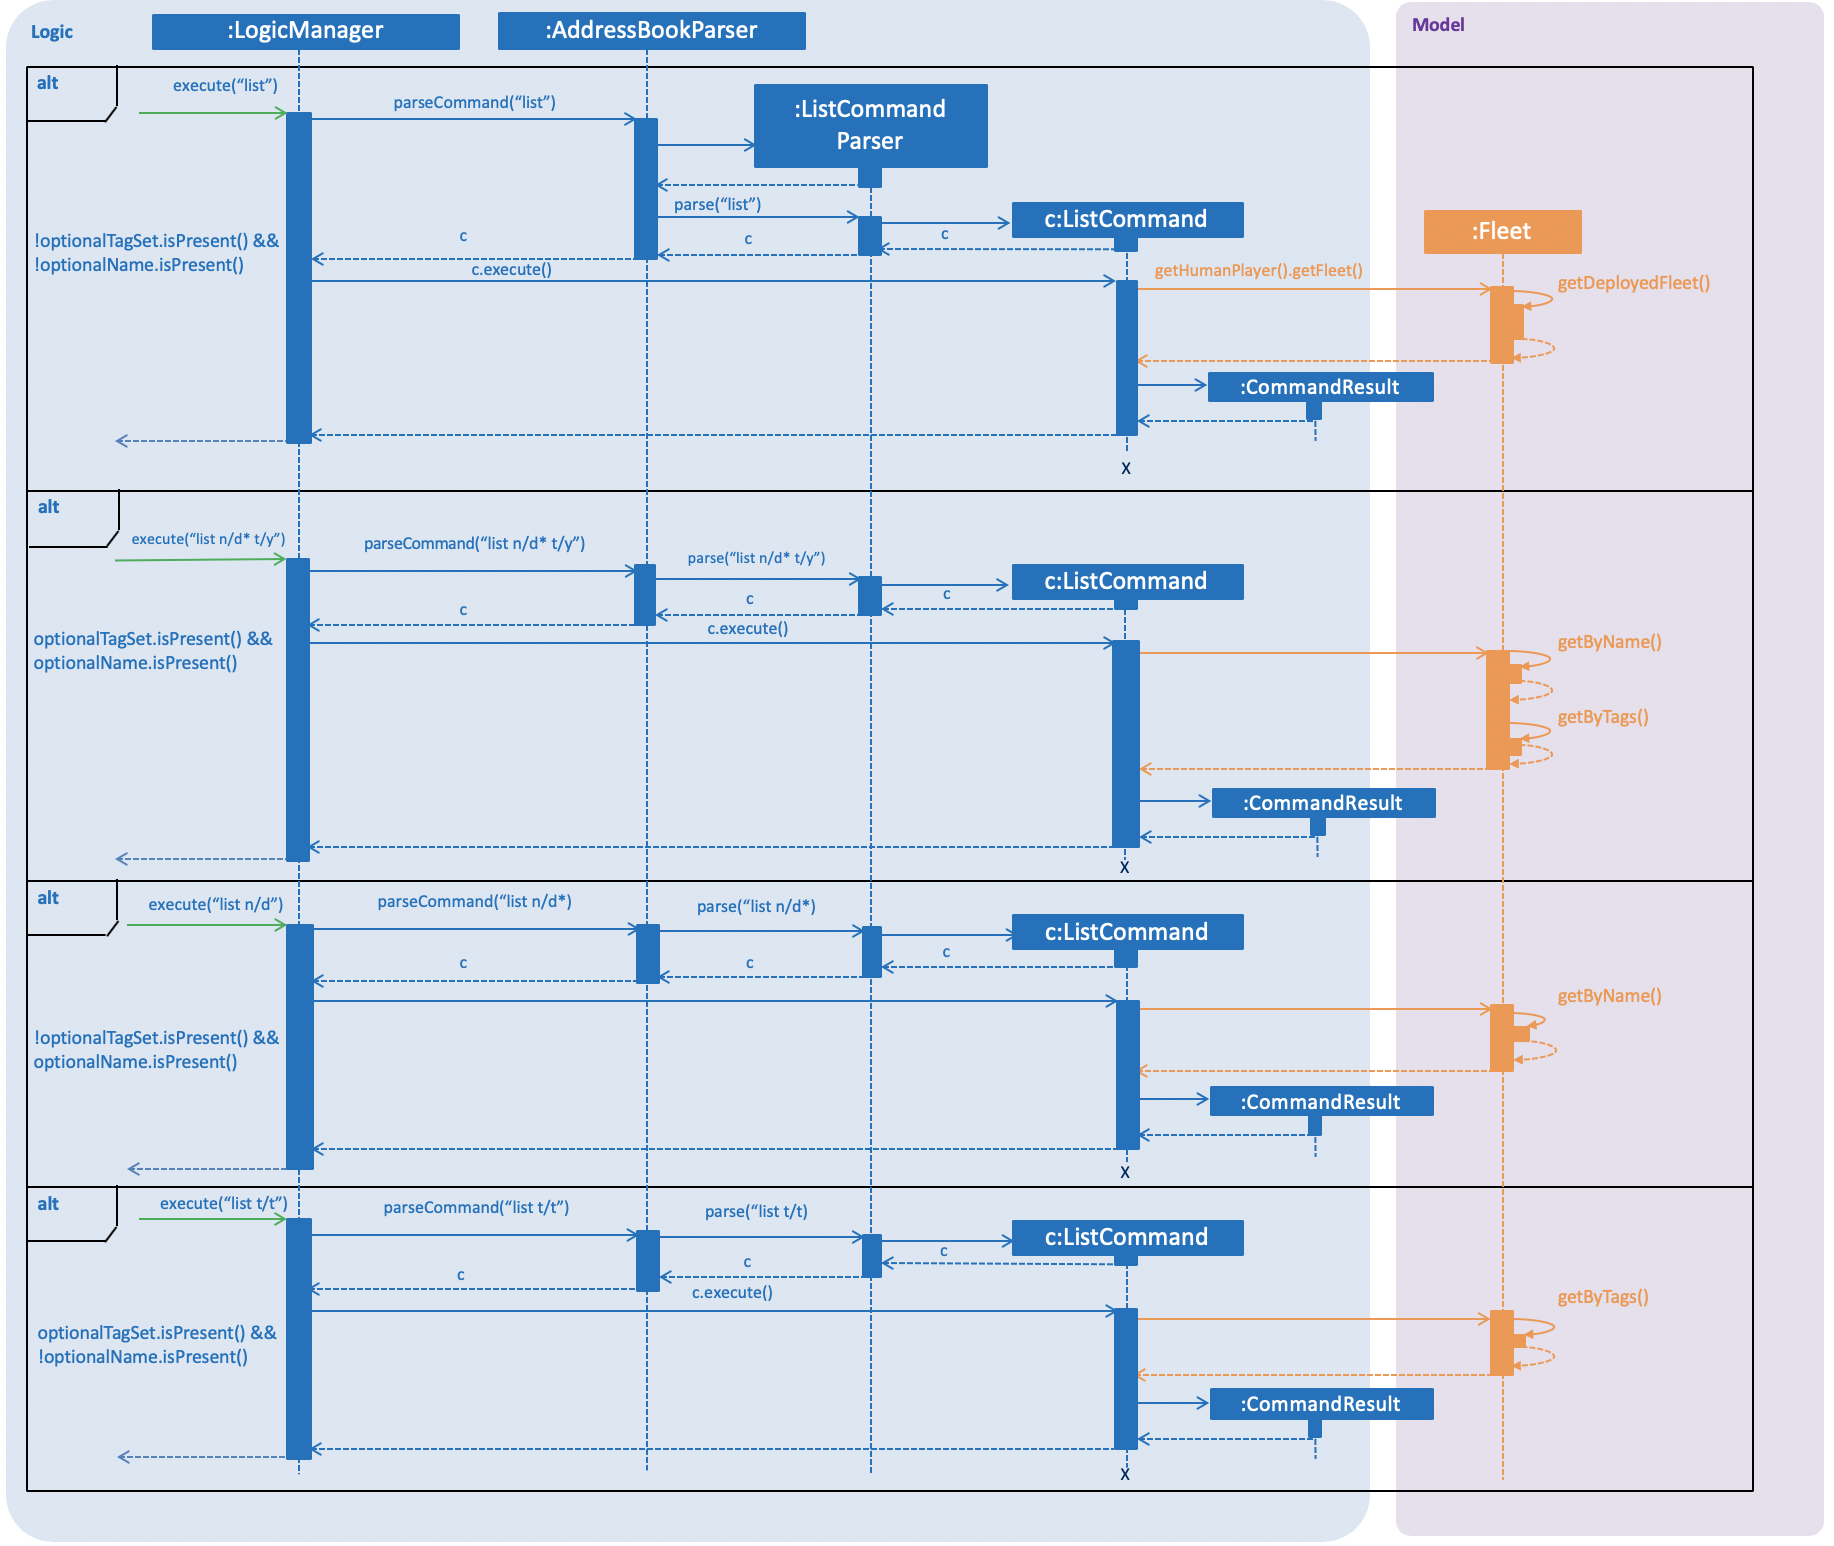 Logic
:LogicManager
:AddressBookParser
Model
alt
execute(“list”)
parseCommand(“list”)
:ListCommand
Parser
parse(“list”)
c:ListCommand
:Fleet
!optionalTagSet.isPresent() &&
!optionalName.isPresent()
c
c
c
c.execute()
getHumanPlayer().getFleet()
getDeployedFleet()
:CommandResult
X
alt
execute(“list n/d* t/y”)
parseCommand(“list n/d* t/y”)
parse(“list n/d* t/y”)
c:ListCommand
c
c
c
c.execute()
optionalTagSet.isPresent() &&
optionalName.isPresent()
getByName()
getByTags()
:CommandResult
X
alt
execute(“list n/d”)
parseCommand(“list n/d*)
parse(“list n/d*)
c:ListCommand
c
c
c
getByName()
!optionalTagSet.isPresent() &&
optionalName.isPresent()
:CommandResult
X
alt
execute(“list t/t”)
parseCommand(“list t/t”)
parse(“list t/t)
c:ListCommand
c
c
c
c.execute()
getByTags()
optionalTagSet.isPresent() &&
!optionalName.isPresent()
:CommandResult
X